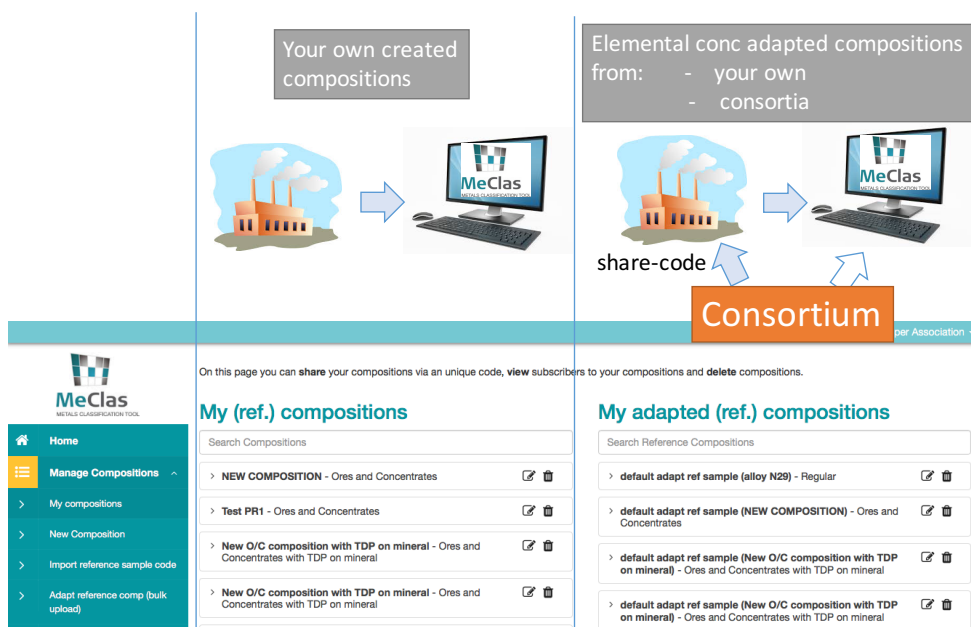 Your own created
compositions
Elemental conc adapted compositions
from: - your own
- consortia
MeClas
METALS CLASSIFICATION TOOL
MeClas
METALS CLASSIFICATION TOOL
share-code
Consortium
per Association
MeClas
METALS CLASSIFICATION TOOL
On this page you can share your compositions via an unique code, view subscribers to your compositions and delete compositions.
Home
Manage Compositions
My compositions
New Composition
Import reference sample code
Adapt reference comp (bulk
upload)
My (ref.) compositions
Search Compositions
> NEW COMPOSITION - Ores and Concentrates
> Test PR1 - Ores and Concentrates
> New O/C composition with TDP on mineral - Ores and
Concentrates with TDP on mineral
> New O/C composition with TDP on mineral - Ores and
Concentrates with TDP on mineral
My adapted (ref.) compositions
Search Reference Compositions
> default adapt ref sample (alloy N29) - Regular
> default adapt ref sample (NEW COMPOSITION) - Ores and
Concentrates
> default adapt ref sample (New O/C composition with TDP
on mineral) - Ores and Concentrates with TDP on mineral
> default adapt ref sample (New O/C composition with TDP
on mineral) - Ores and Concentrates with TDP on mineral